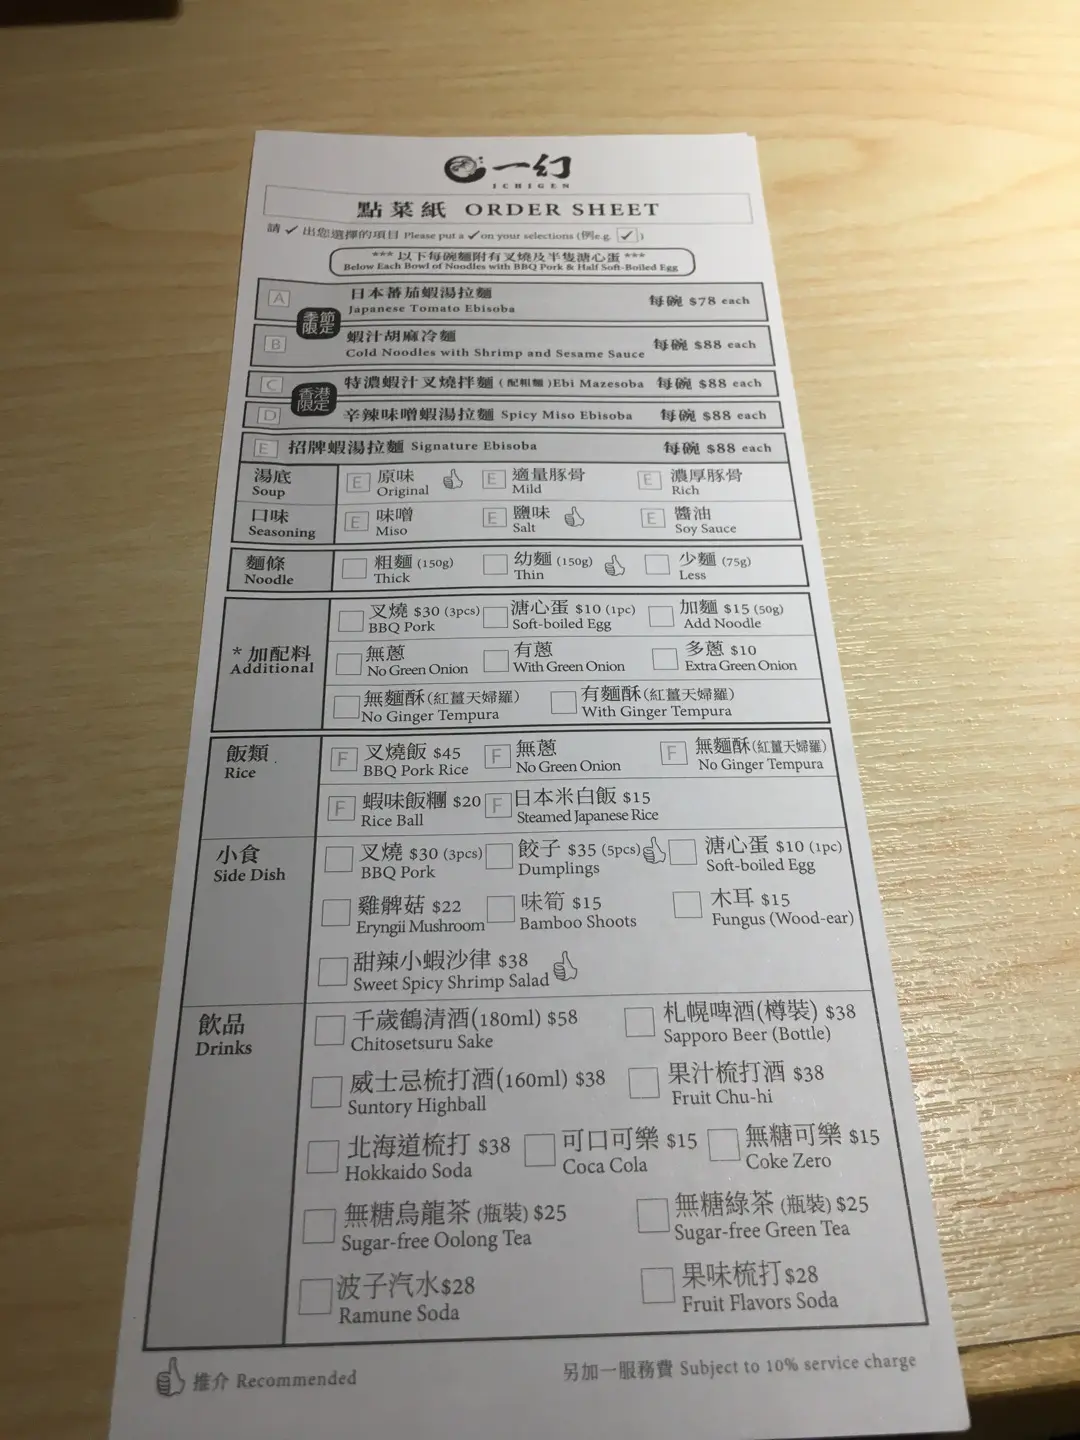 一幻
ICHIGEN
點菜紙 ORDER SHEET
請 ✓ 出您選擇的項目 Please put a ✓ on your selections (例e.g. ✓ )
*** 以下每碗麵附有叉燒及半隻溏心蛋 ***
Below Each Bowl of Noodles with BBQ Pork & Half Soft-Boiled Egg
A 日本蕃茄蝦湯拉麵 每碗 $78 each
Japanese Tomato Ebisoba
季節
限定
B 蝦汁胡麻冷麵 每碗 $88 each
Cold Noodles with Shrimp and Sesame Sauce
C 特濃蝦汁叉燒拌麵 (配粗麵) Ebi Mazesoba 每碗 $88 each
香港
限定
D 辛辣味噌蝦湯拉麵 Spicy Miso Ebisoba 每碗 $88 each
E 招牌蝦湯拉麵 Signature Ebisoba 每碗 $88 each
湯底 E 原味 E 適量豚骨 E 濃厚豚骨
Soup Original Mild Rich
口味 E 味噌 E 鹽味 E 醬油
Seasoning Miso Salt Soy Sauce
麵條 粗麵 (150g) 幼麵 (150g) 少麵 (75g)
Noodle Thick Thin Less
叉燒 $30 (3pcs) 溏心蛋 $10 (1pc) 加麵 $15 (50g)
BBQ Pork Soft-boiled Egg Add Noodle
* 加配料 無蔥 有蔥 多蔥 $10
Additional No Green Onion With Green Onion Extra Green Onion
無麵酥 (紅薑天婦羅) 有麵酥 (紅薑天婦羅)
No Ginger Tempura With Ginger Tempura
飯類 F 叉燒飯 $45 F 無蔥 F 無麵酥 (紅薑天婦羅)
Rice BBQ Pork Rice No Green Onion No Ginger Tempura
F 蝦味飯糰 $20 F 日本米白飯 $15
Rice Ball Steamed Japanese Rice
小食 叉燒 $30 (3pcs) 餃子 $35 (5pcs) 溏心蛋 $10 (1pc)
Side Dish BBQ Pork Dumplings Soft-boiled Egg
雞髀菇 $22 味筍 $15 木耳 $15
Eryngii Mushroom Bamboo Shoots Fungus (Wood-ear)
甜辣小蝦沙律 $38
Sweet Spicy Shrimp Salad
飲品 千歲鶴清酒(180ml) $58 札幌啤酒(樽裝) $38
Drinks Chitosetsuru Sake Sapporo Beer (Bottle)
威士忌梳打酒(160ml) $38 果汁梳打酒 $38
Suntory Highball Fruit Chu-hi
北海道梳打 $38 可口可樂 $15 無糖可樂 $15
Hokkaido Soda Coca Cola Coke Zero
無糖烏龍茶 (瓶裝) $25 無糖綠茶 (瓶裝) $25
Sugar-free Oolong Tea Sugar-free Green Tea
波子汽水 $28 果味梳打 $28
Ramune Soda Fruit Flavors Soda
推介 Recommended 另加一服務費 Subject to 10% service charge